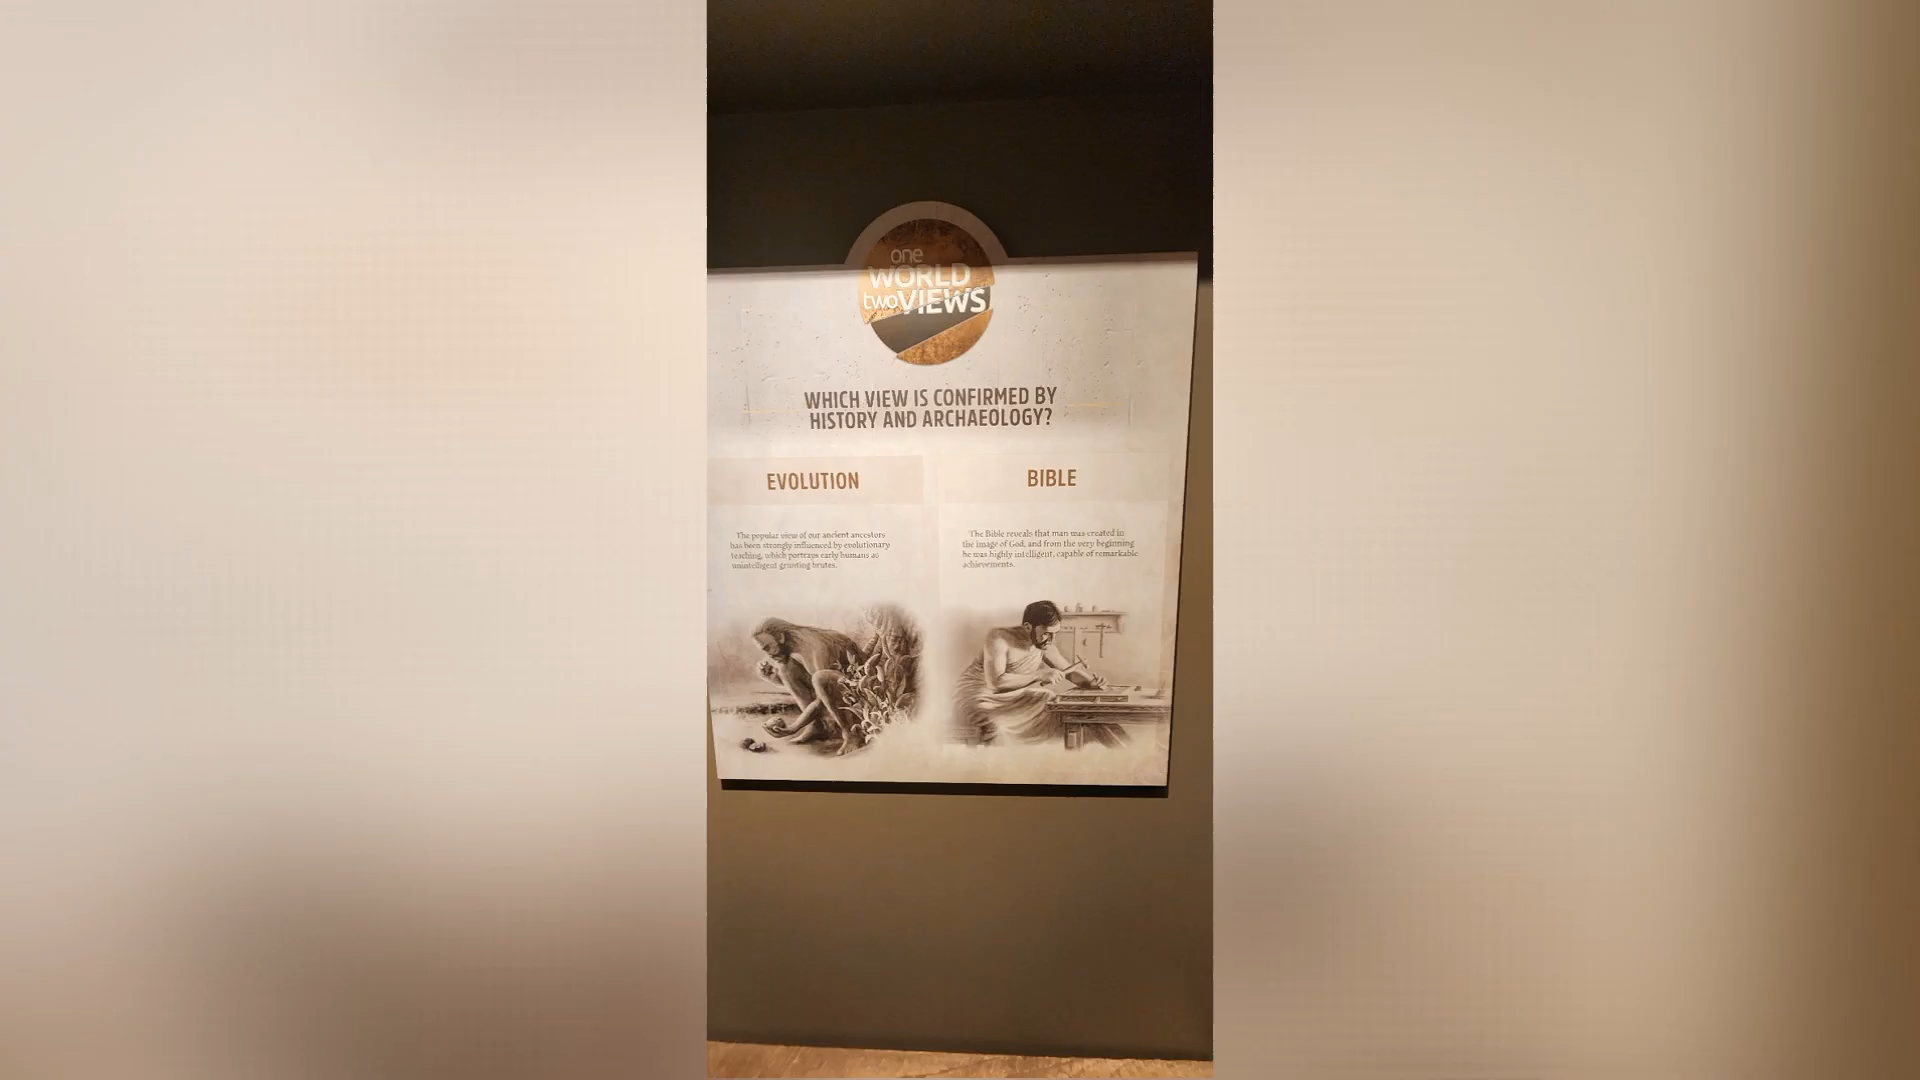 one
WORLD
two VIEWS
WHICH VIEW IS CONFIRMED BY
HISTORY AND ARCHAEOLOGY?
EVOLUTION
The popular view of our ancient ancestors
has been strongly influenced by evolutionary
teaching, which portrays early humans as
unintelligent grunting brutes.
BIBLE
The Bible reveals that man was created in
the image of God, and from the very beginning
he was highly intelligent, capable of remarkable
achievements.